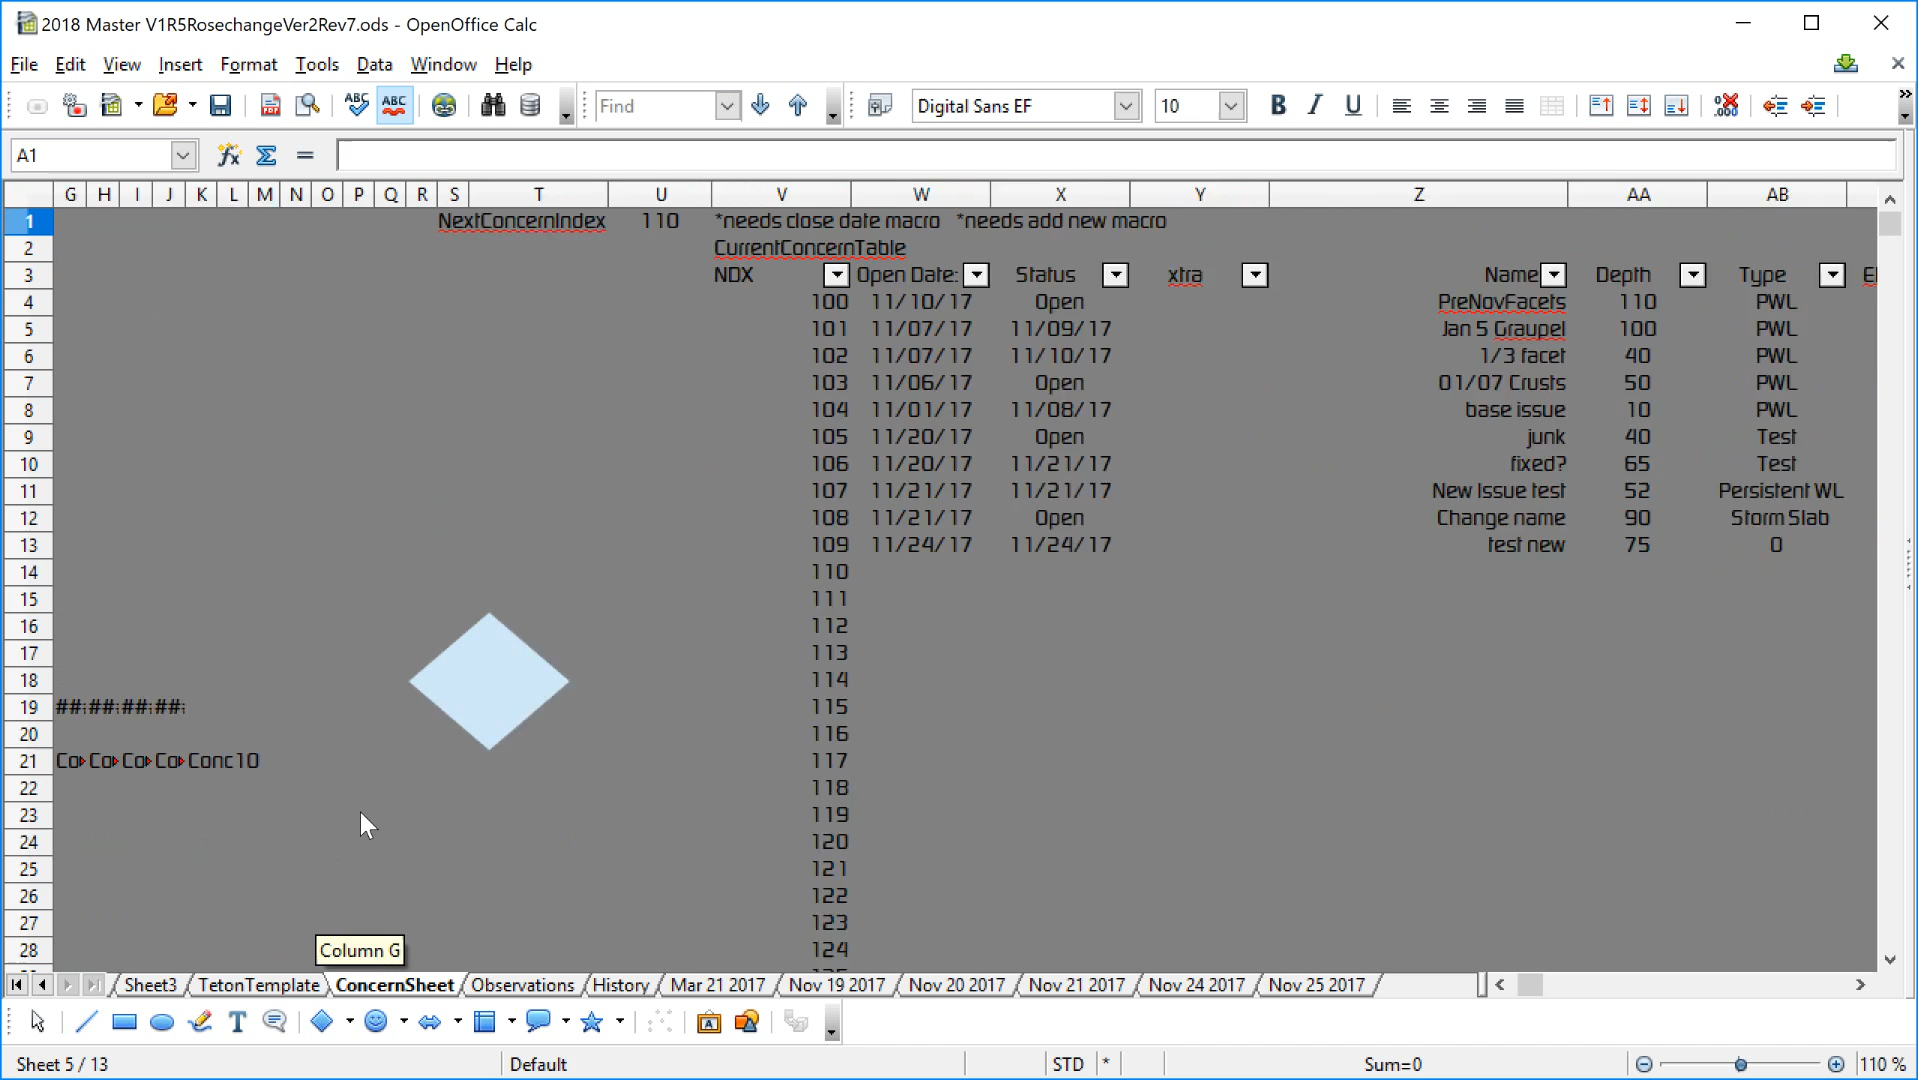 2018 Master V1R5RosechangeVer2Rev7.ods - OpenOffice Calc
File Edit View Insert Format Tools Data Window Help
Find Digital Sans EF 10
A1
G H I J K L M N O P Q R S T U V W X Y Z AA AB
1 NextConcernIndex 110 *needs close date macro *needs add new macro
2 CurrentConcernTable
3 NDX Open Date: Status xtra Name Depth Type
4 100 11/10/17 Open PreNovFacets 110 PWL
5 101 11/07/17 11/09/17 Jan 5 Graupel 100 PWL
6 102 11/07/17 11/10/17 1/3 facet 40 PWL
7 103 11/06/17 Open 01/07 Crusts 50 PWL
8 104 11/01/17 11/08/17 base issue 10 PWL
9 105 11/20/17 Open junk 40 Test
10 106 11/20/17 11/21/17 fixed? 65 Test
11 107 11/21/17 11/21/17 New Issue test 52 Persistent WL
12 108 11/21/17 Open Change name 90 Storm Slab
13 109 11/24/17 11/24/17 test new 75 0
14 110
15 111
16 112
17 113
18 114
19 ## ## ## ## 115
20 116
21 Co Co Co Co Conc10 117
22 118
23 119
24 120
25 121
26 122
27 123
28 124
Column G
Sheet3 TetonTemplate ConcernSheet Observations History Mar 21 2017 Nov 19 2017 Nov 20 2017 Nov 21 2017 Nov 24 2017 Nov 25 2017
Sheet 5 / 13 Default STD * Sum=0 110 %